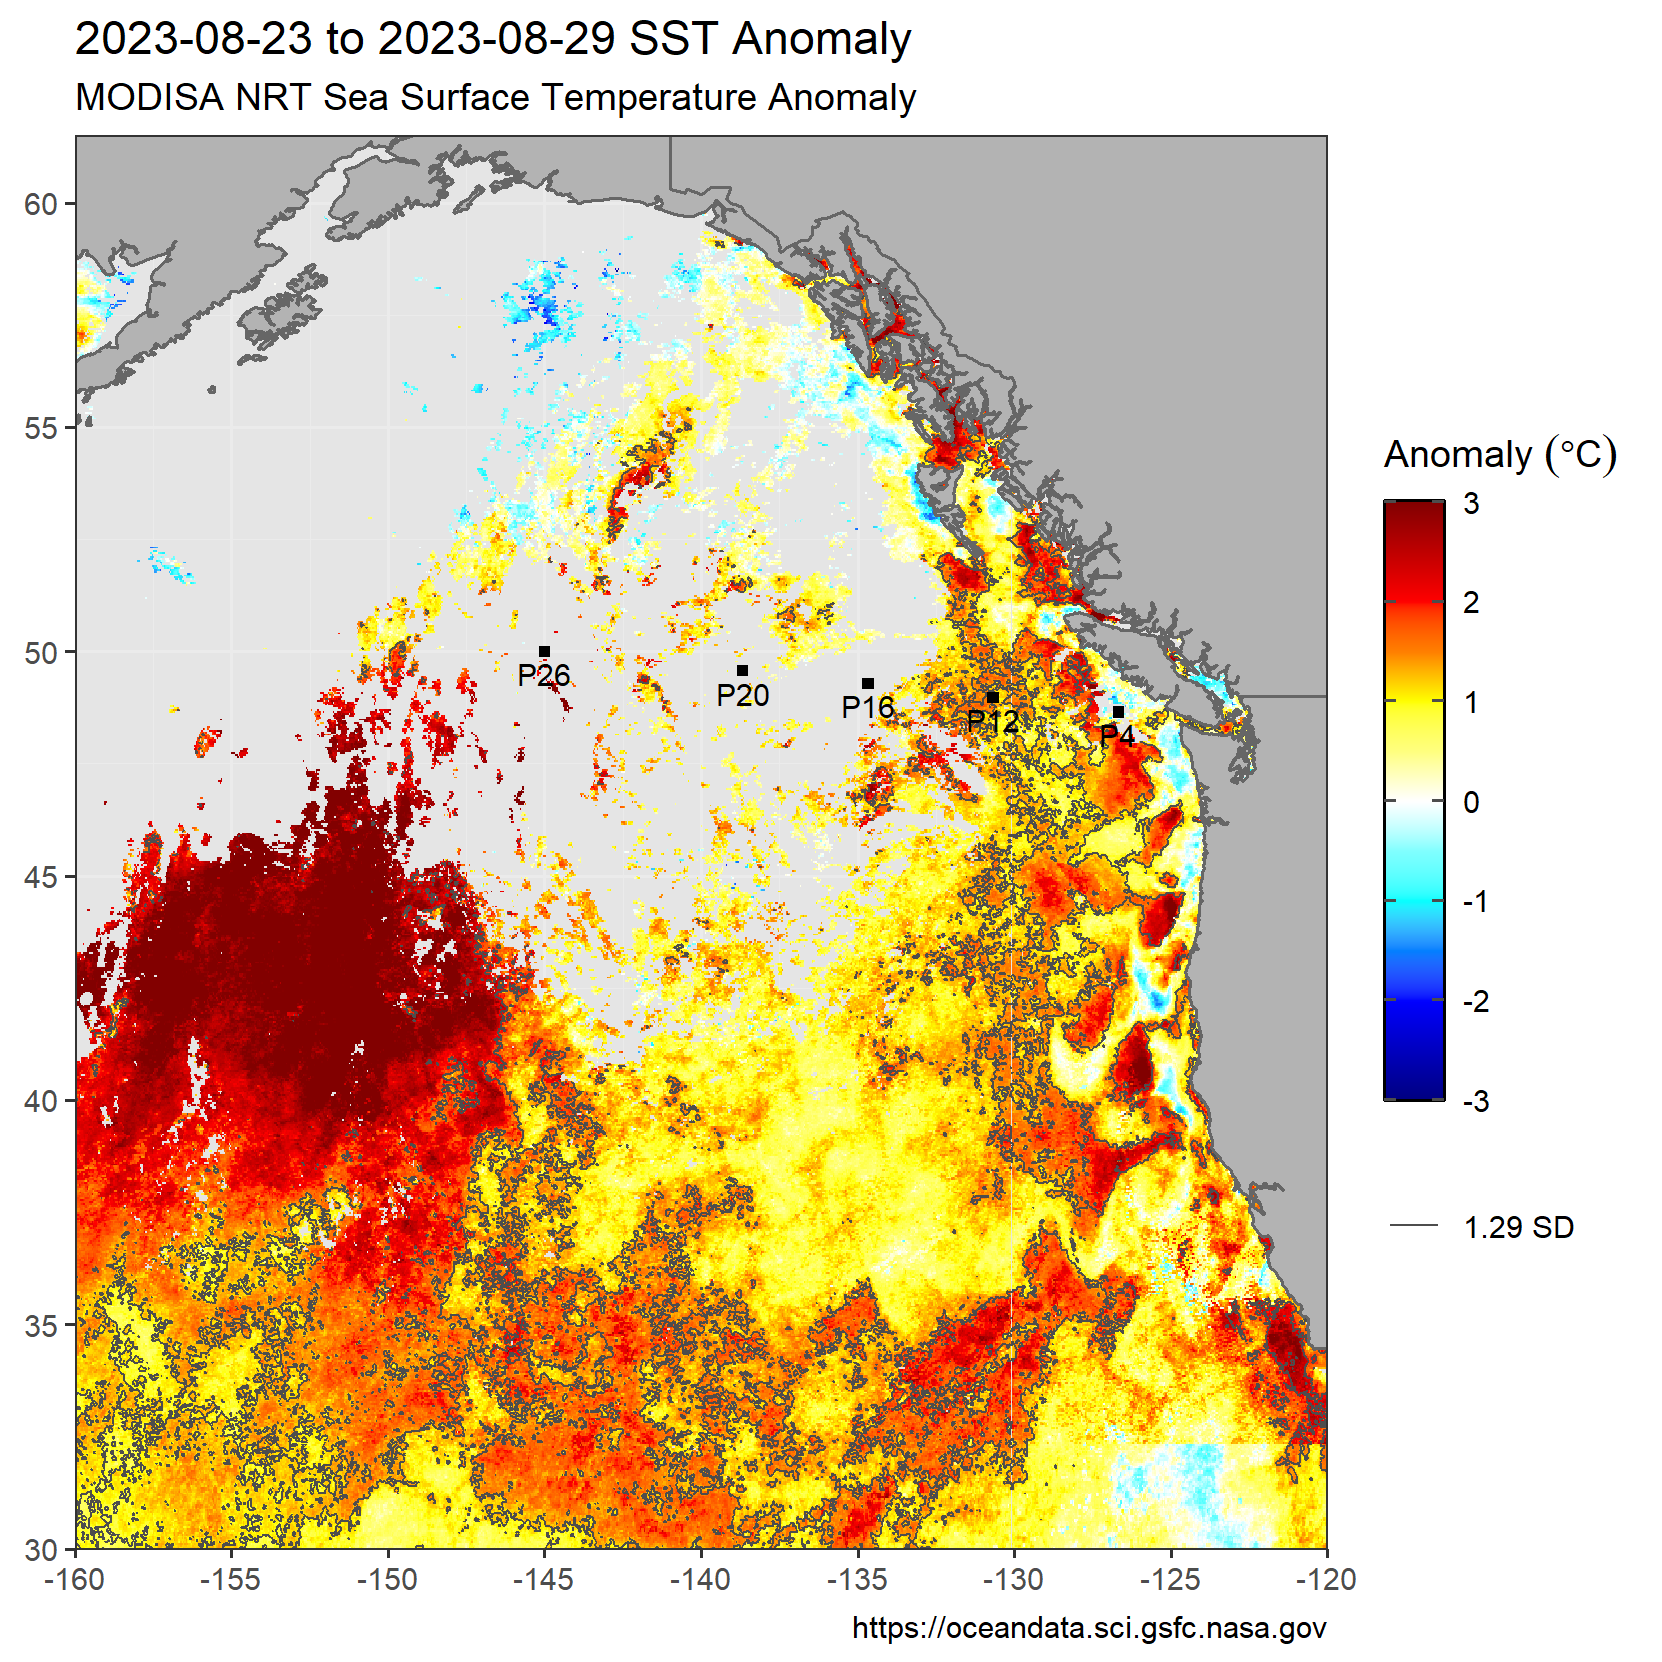 2023-08-23 to 2023-08-29 SST Anomaly
MODISA NRT Sea Surface Temperature Anomaly
60
55
50
45
40
35
30
P26
P20
P16
P12
P4
-160
-155
-150
-145
-140
-135
-130
-125
-120
Anomaly (°C)
3
2
1
0
-1
-2
-3
1.29 SD
https://oceandata.sci.gsfc.nasa.gov